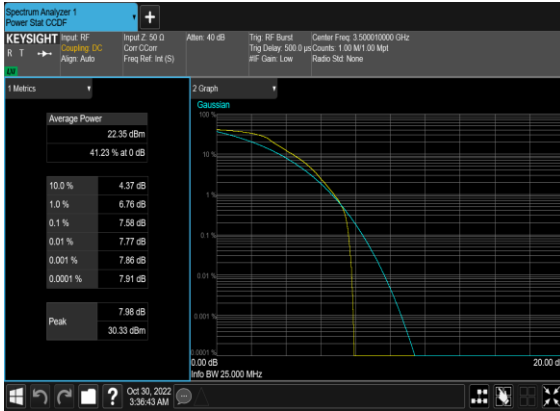 Spectrum Analyzer 1
Power Stat CCDF
+
KEYSIGHT Input: RF Input Z: 50 Ω Atten: 40 dB Trig: RF Burst Center Freq: 3.500010000 GHz
R T Coupling: DC Corr CCorr Trig Delay: 500.0 µs Counts: 1.00 M/1.00 Mpt
Align: Auto Freq Ref: Int (S) #IF Gain: Low Radio Std: None
1 Metrics
2 Graph
Average Power
22.35 dBm
41.23 % at 0 dB
10.0 % 4.37 dB
1.0 % 6.76 dB
0.1 % 7.58 dB
0.01 % 7.77 dB
0.001 % 7.86 dB
0.0001 % 7.91 dB
Peak
7.98 dB
30.33 dBm
Gaussian
100 %
10 %
1 %
0.1 %
0.01 %
0.001 %
0.0001 %
0.00 dB 20.00 d
Info BW 25.000 MHz
? Oct 30, 2022
3:36:43 AM